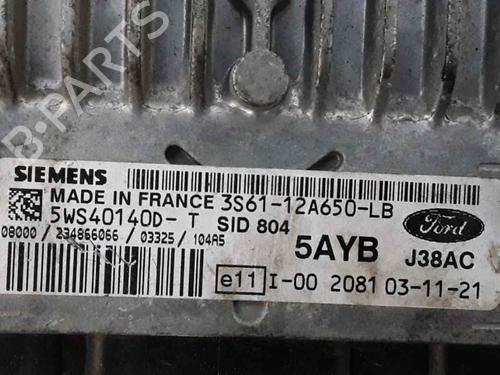 B-PARTS
SIEMENS
MADE IN FRANCE 3S61-12A650-LB
5WS40140D- T SID 804
08000 / 234866066 / 03325 / 104A5
5AYB J38AC
Ford
e11 I-00 2081 03-11-21